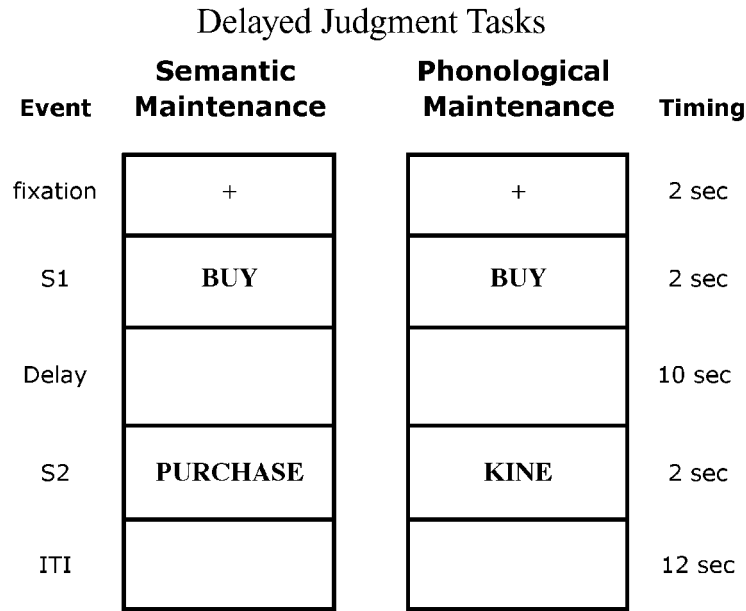 Delayed Judgment Tasks
Semantic Phonological
Event Maintenance Maintenance Timing
fixation + + 2 sec
S1 BUY BUY 2 sec
Delay 10 sec
S2 PURCHASE KINE 2 sec
ITI 12 sec